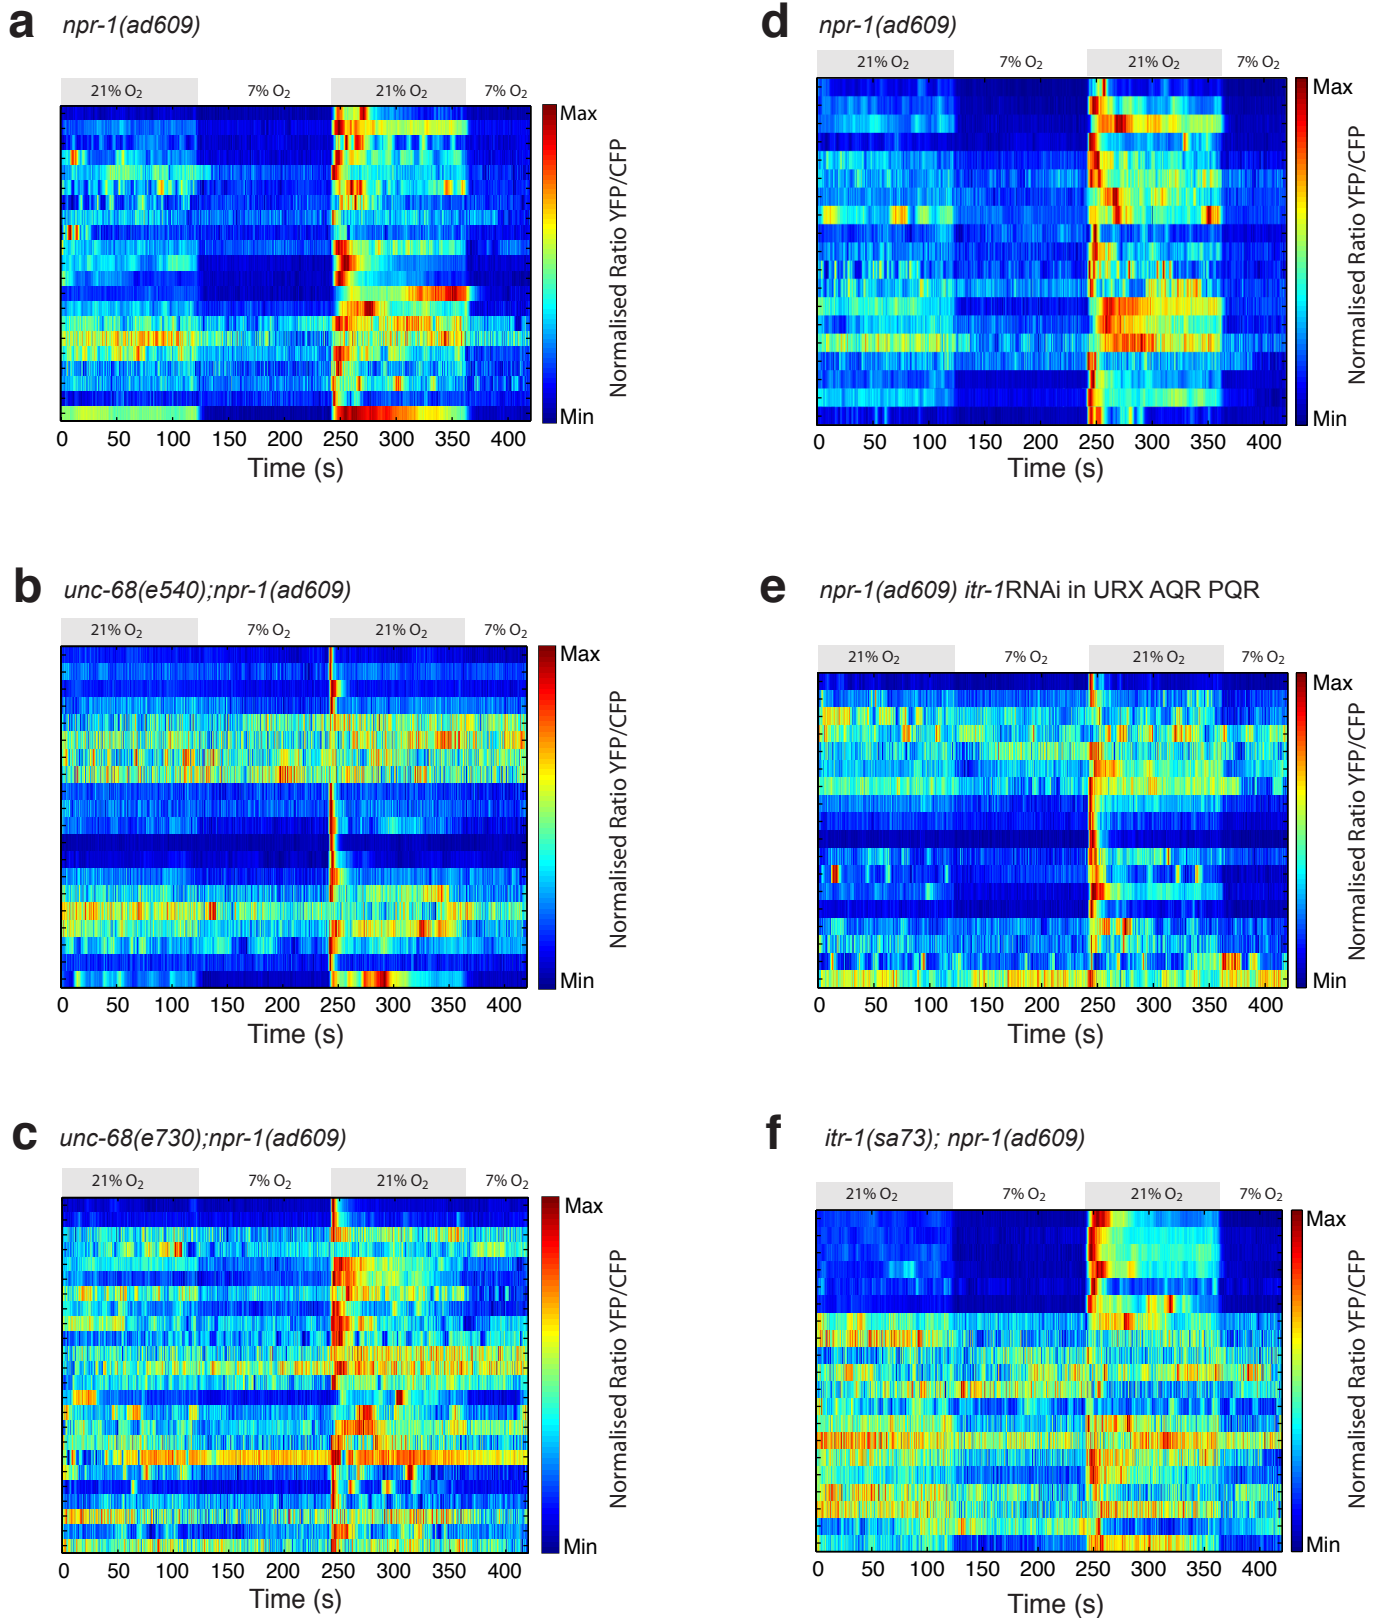 a npr-1(ad609)
21% O2 7% O2 21% O2 7% O2
Max
Normalised Ratio YFP/CFP
Min
0 50 100 150 200 250 300 350 400
Time (s)
b unc-68(e540);npr-1(ad609)
21% O2 7% O2 21% O2 7% O2
Max
Normalised Ratio YFP/CFP
Min
0 50 100 150 200 250 300 350 400
Time (s)
c unc-68(e730);npr-1(ad609)
21% O2 7% O2 21% O2 7% O2
Max
Normalised Ratio YFP/CFP
Min
0 50 100 150 200 250 300 350 400
Time (s)
d npr-1(ad609)
21% O2 7% O2 21% O2 7% O2
Max
Normalised Ratio YFP/CFP
Min
0 50 100 150 200 250 300 350 400
Time (s)
e npr-1(ad609) itr-1RNAi in URX AQR PQR
21% O2 7% O2 21% O2 7% O2
Max
Normalised Ratio YFP/CFP
Min
0 50 100 150 200 250 300 350 400
Time (s)
f itr-1(sa73); npr-1(ad609)
21% O2 7% O2 21% O2 7% O2
Max
Normalised Ratio YFP/CFP
Min
0 50 100 150 200 250 300 350 400
Time (s)